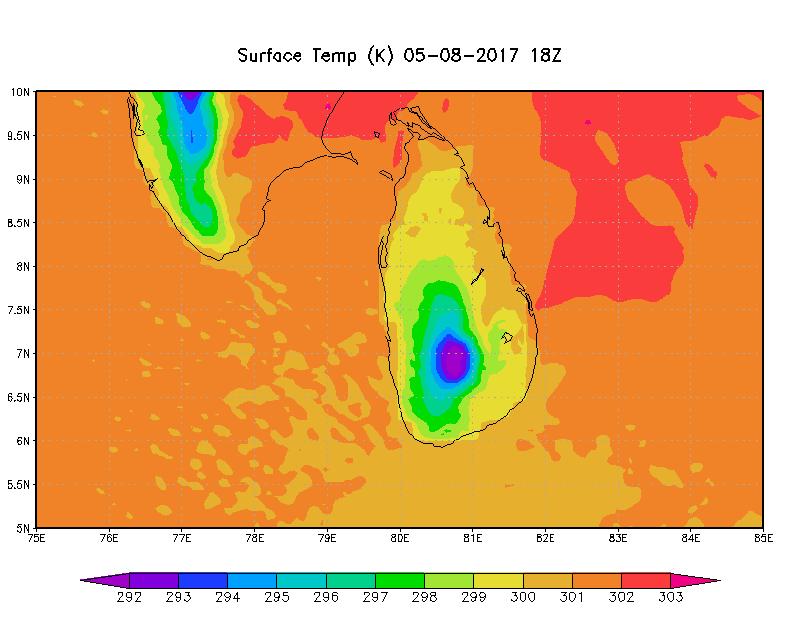 Surface Temp (K) 05-08-2017 18Z
10N
9.5N
9N
8.5N
8N
7.5N
7N
6.5N
6N
5.5N
5N
75E 76E 77E 78E 79E 80E 81E 82E 83E 84E 85E
292 293 294 295 296 297 298 299 300 301 302 303